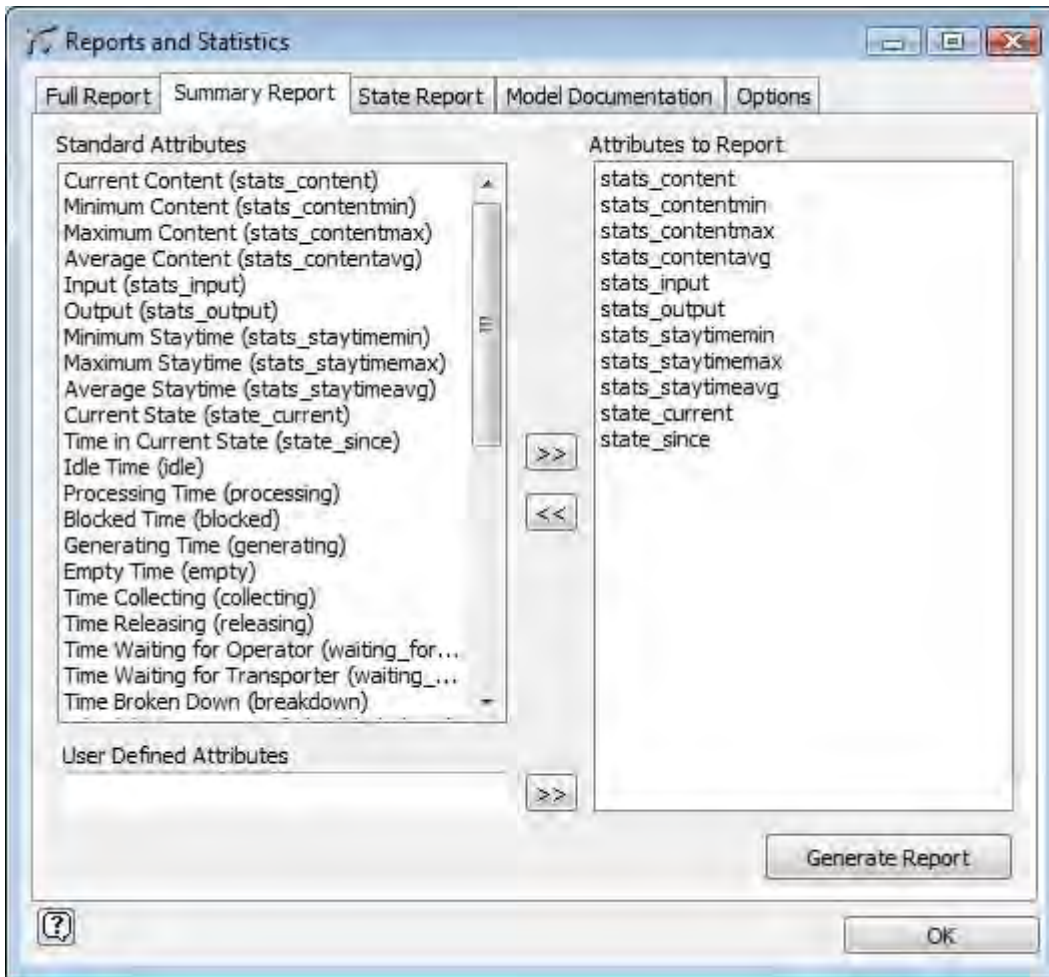 Reports and Statistics
Full Report
Summary Report
State Report
Model Documentation
Options
Standard Attributes
Current Content (stats_content)
Minimum Content (stats_contentmin)
Maximum Content (stats_contentmax)
Average Content (stats_contentavg)
Input (stats_input)
Output (stats_output)
Minimum Staytime (stats_staytimemin)
Maximum Staytime (stats_staytimemax)
Average Staytime (stats_staytimeavg)
Current State (state_current)
Time in Current State (state_since)
Idle Time (idle)
Processing Time (processing)
Blocked Time (blocked)
Generating Time (generating)
Empty Time (empty)
Time Collecting (collecting)
Time Releasing (releasing)
Time Waiting for Operator (waiting_for...
Time Waiting for Transporter (waiting_...
Time Broken Down (breakdown)
User Defined Attributes
>>
<<
>>
Attributes to Report
stats_content
stats_contentmin
stats_contentmax
stats_contentavg
stats_input
stats_output
stats_staytimemin
stats_staytimemax
stats_staytimeavg
state_current
state_since
Generate Report
?
OK